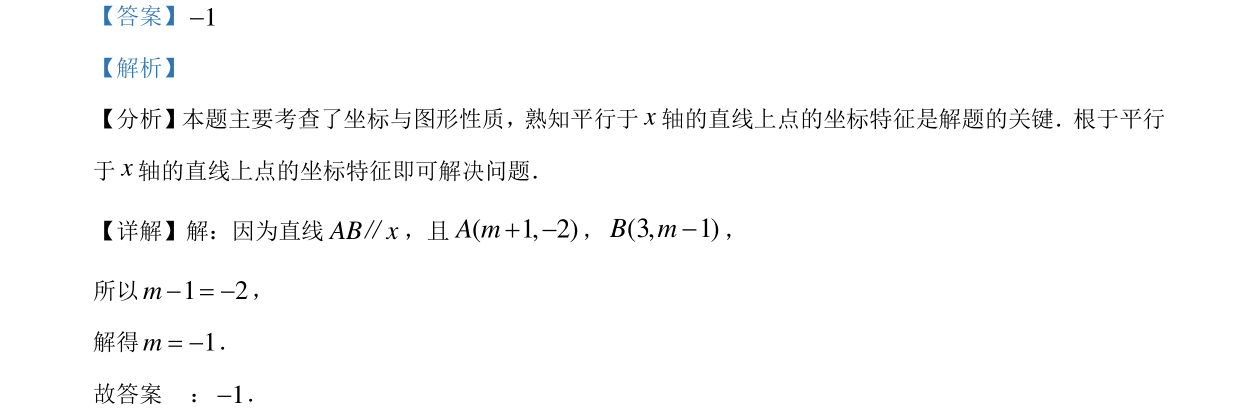 【答案】−1
【解析】
【分析】本题主要考查了坐标与图形性质，熟知平行于 x 轴的直线上点的坐标特征是解题的关键．根于平行
于 x 轴的直线上点的坐标特征即可解决问题．
【详解】解：因为直线 AB∥x，且 A(m+1,−2)，B(3,m−1)，
所以 m−1=−2，
解得 m=−1．
故答案 ：−1．